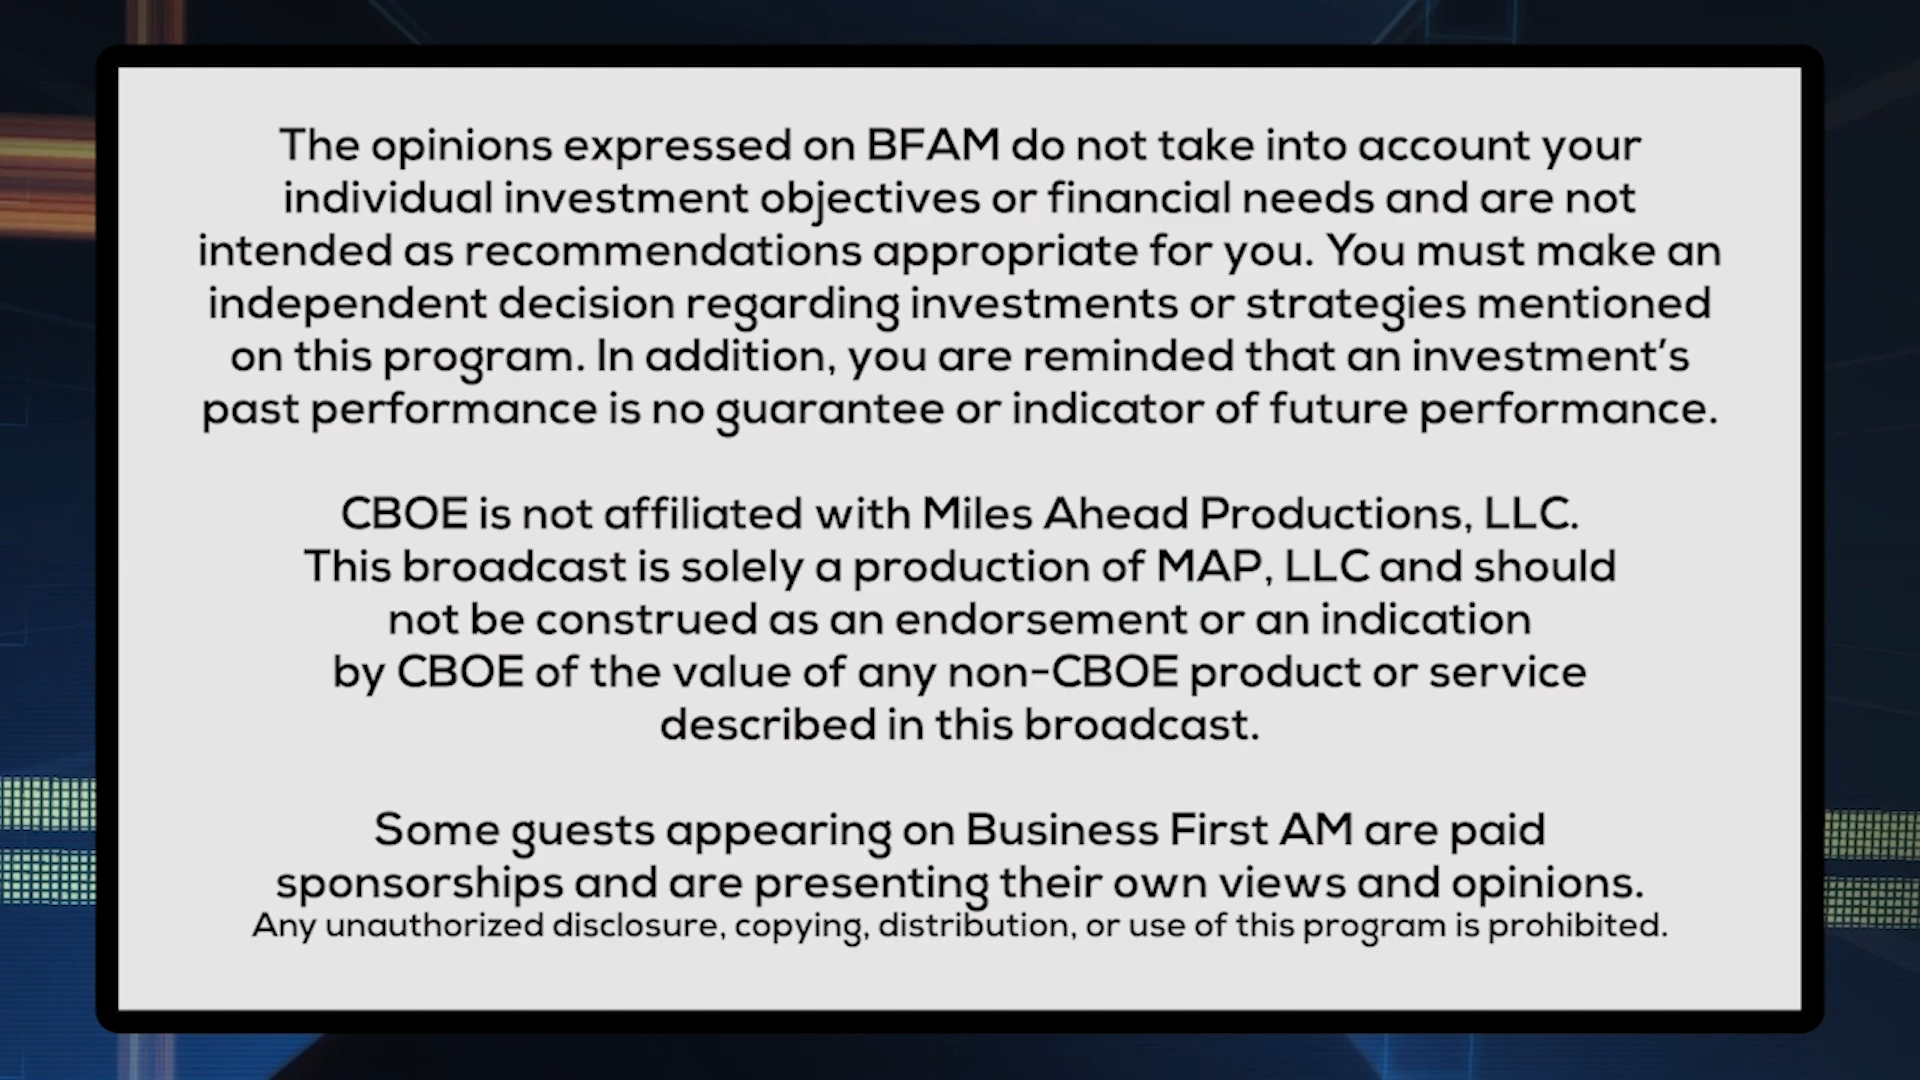 The opinions expressed on BFAM do not take into account your
individual investment objectives or financial needs and are not
intended as recommendations appropriate for you. You must make an
independent decision regarding investments or strategies mentioned
on this program. In addition, you are reminded that an investment’s
past performance is no guarantee or indicator of future performance.
CBOE is not affiliated with Miles Ahead Productions, LLC.
This broadcast is solely a production of MAP, LLC and should
not be construed as an endorsement or an indication
by CBOE of the value of any non-CBOE product or service
described in this broadcast.
Some guests appearing on Business First AM are paid
sponsorships and are presenting their own views and opinions.
Any unauthorized disclosure, copying, distribution, or use of this program is prohibited.